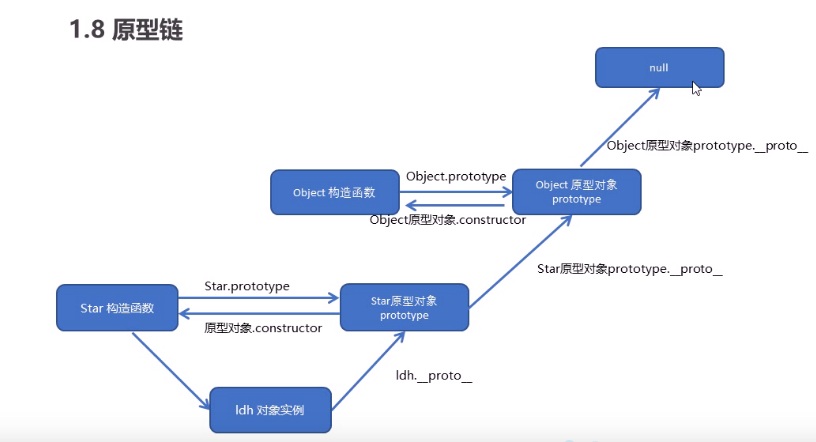 1.8 原型链
null
Object原型对象prototype.__proto__
Object 构造函数
Object.prototype
Object原型对象.constructor
Object 原型对象
prototype
Star原型对象prototype.__proto__
Star 构造函数
Star.prototype
原型对象.constructor
Star原型对象
prototype
ldh.__proto__
ldh 对象实例